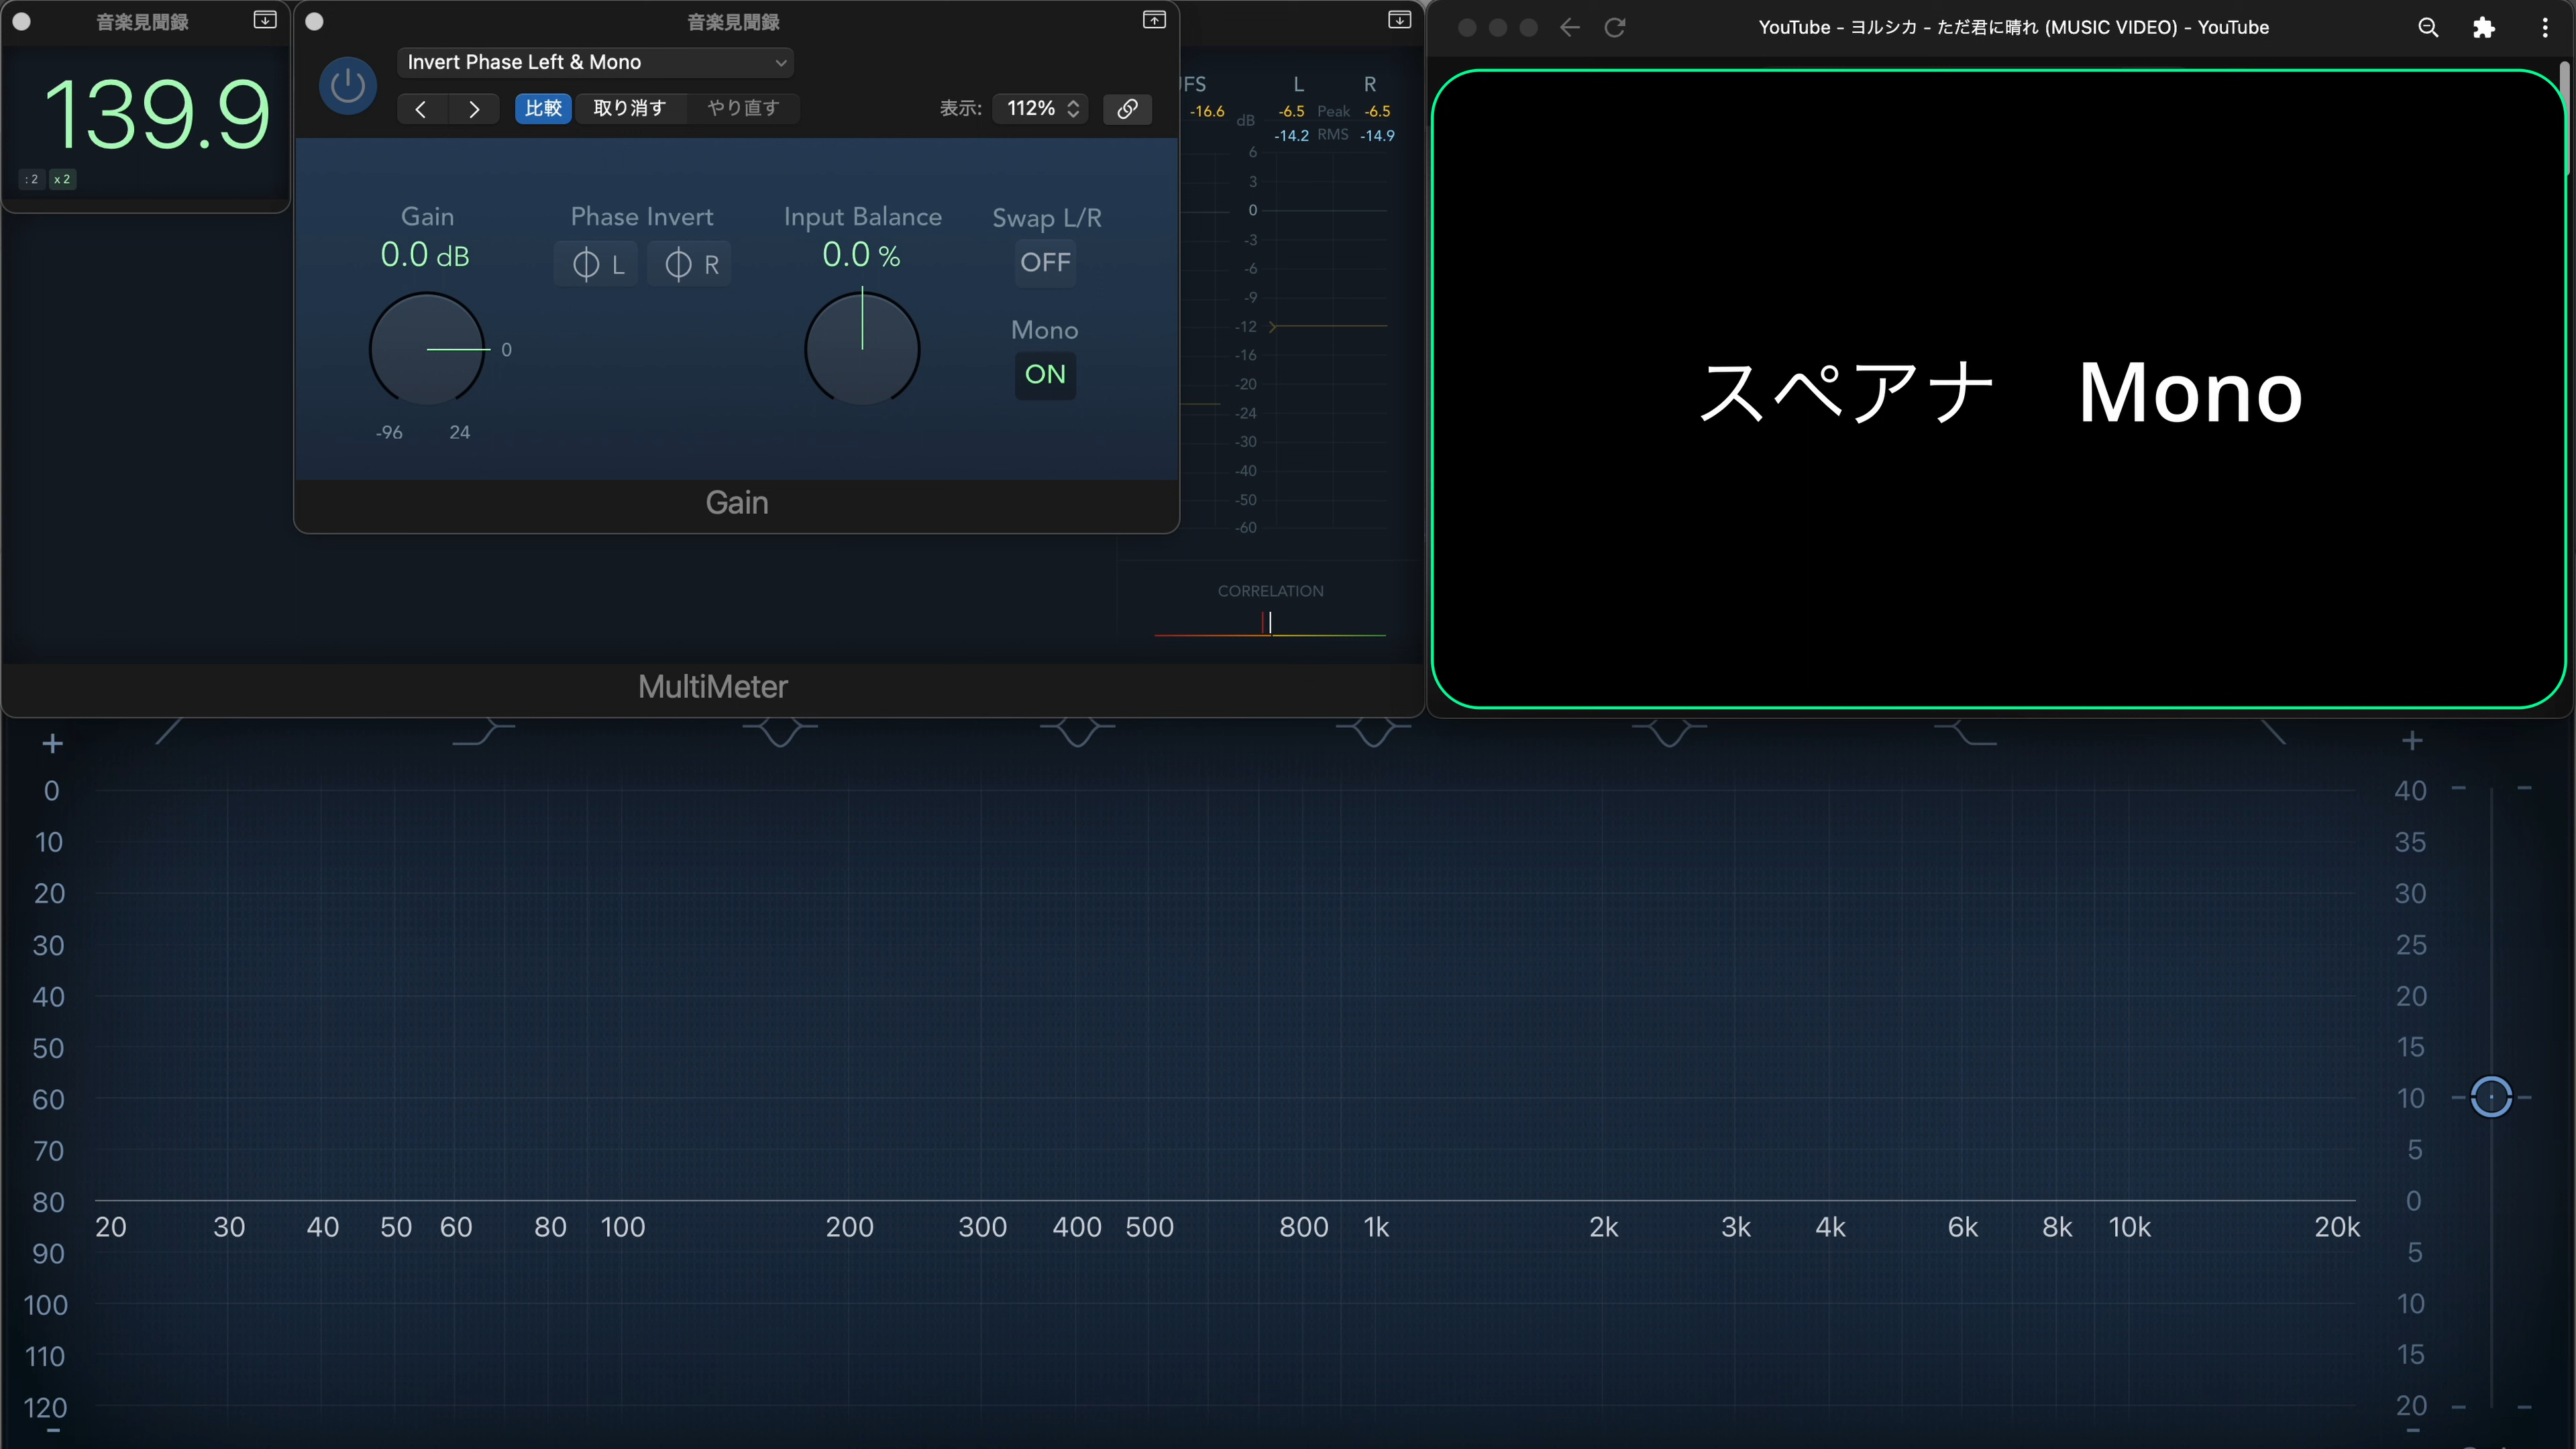 音楽見聞録
139.9
: 2 x 2
音楽見聞録
Invert Phase Left & Mono
比較 取り消す やり直す
表示: 112%
Gain
0.0 dB
0
-96 24
Phase Invert
L R
Input Balance
0.0 %
Swap L/R
OFF
Mono
ON
Gain
L R
-16.6 dB -6.5 Peak -6.5
-14.2 RMS -14.9
6
3
0
-3
-6
-9
-12
-16
-20
-24
-30
-40
-50
-60
CORRELATION
MultiMeter
YouTube - ヨルシカ - ただ君に晴れ (MUSIC VIDEO) - YouTube
スペアナ Mono
+ +
0 40
10 35
20 30
30 25
40 20
50 15
60 10
70 5
80 0
20 30 40 50 60 80 100 200 300 400 500 800 1k 2k 3k 4k 6k 8k 10k 20k
90 5
100 10
110 15
120 20
- -